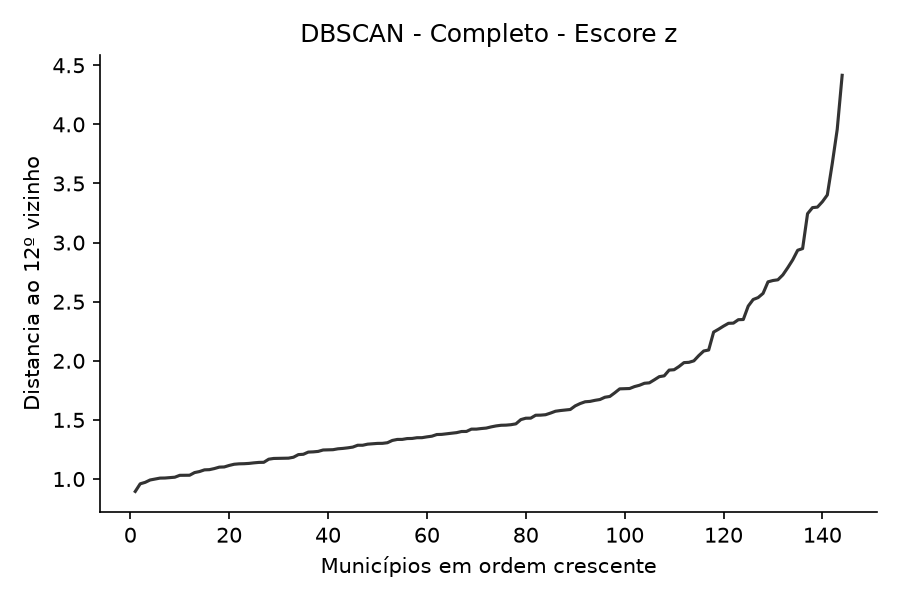 DBSCAN - Completo - Escore z
4.5
4.0
3.5
3.0
2.5
2.0
1.5
1.0
Distancia ao 12º vizinho
0 20 40 60 80 100 120 140
Municípios em ordem crescente